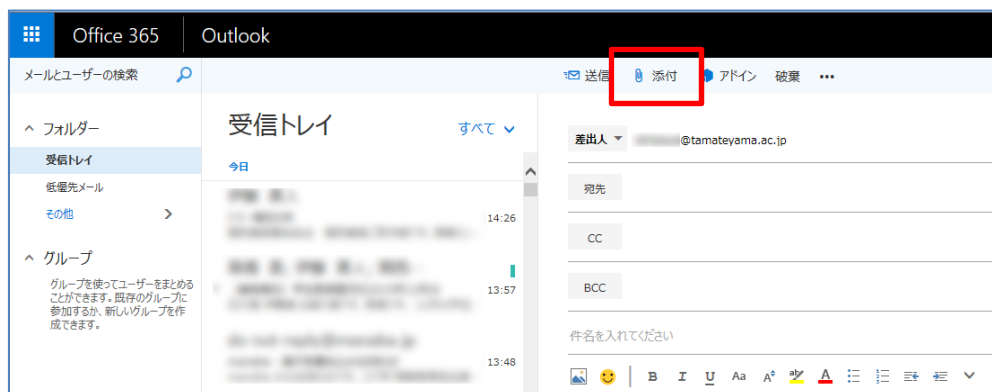 Office 365
Outlook
メールとユーザーの検索
送信
添付
アドイン
破棄
•••
フォルダー
受信トレイ
低優先メール
その他
グループ
グループを使ってユーザーをまとめる
ことができます。既存のグループに
参加するか、新しいグループを作
成できます。
受信トレイ
すべて
今日
14:26
13:57
13:48
差出人
@tamateyama.ac.jp
宛先
CC
BCC
件名を入れてください
B I U Aa A ab A